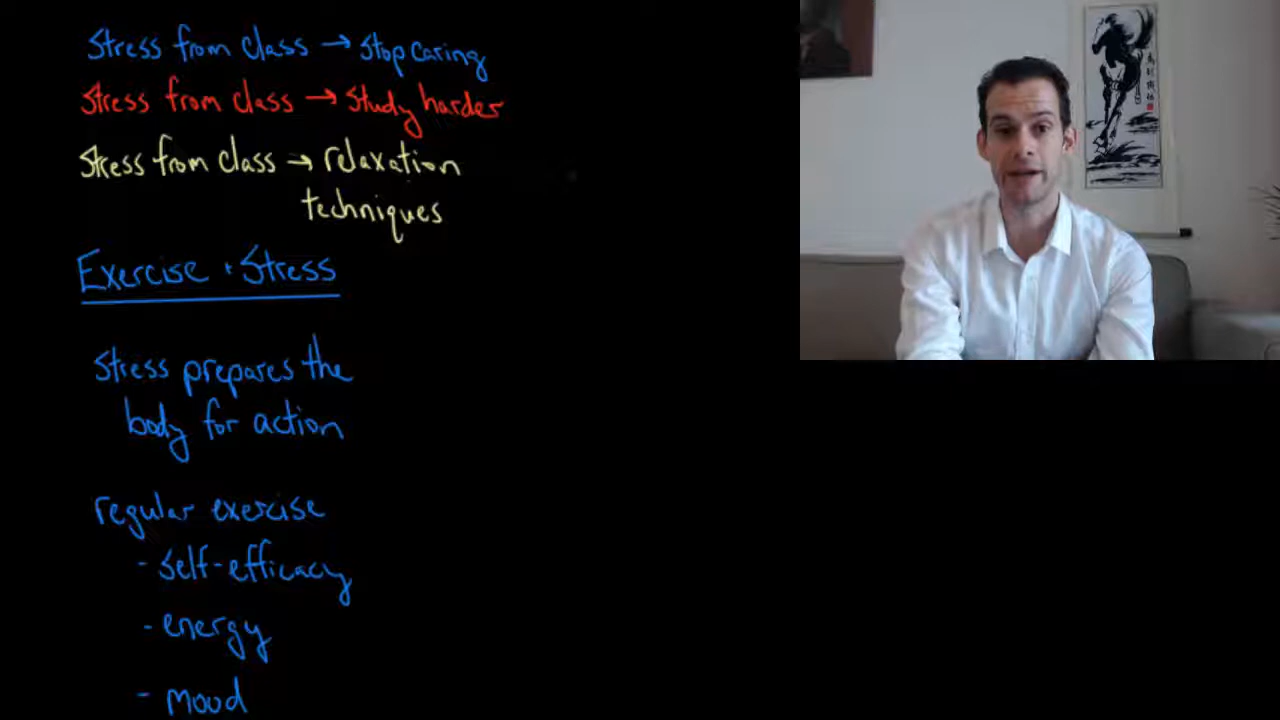 Stress from class → Stop caring
Stress from class → Study harder
Stress from class → relaxation
techniques
Exercise + Stress
Stress prepares the
body for action
regular exercise
- Self-efficacy
- energy
- Mood